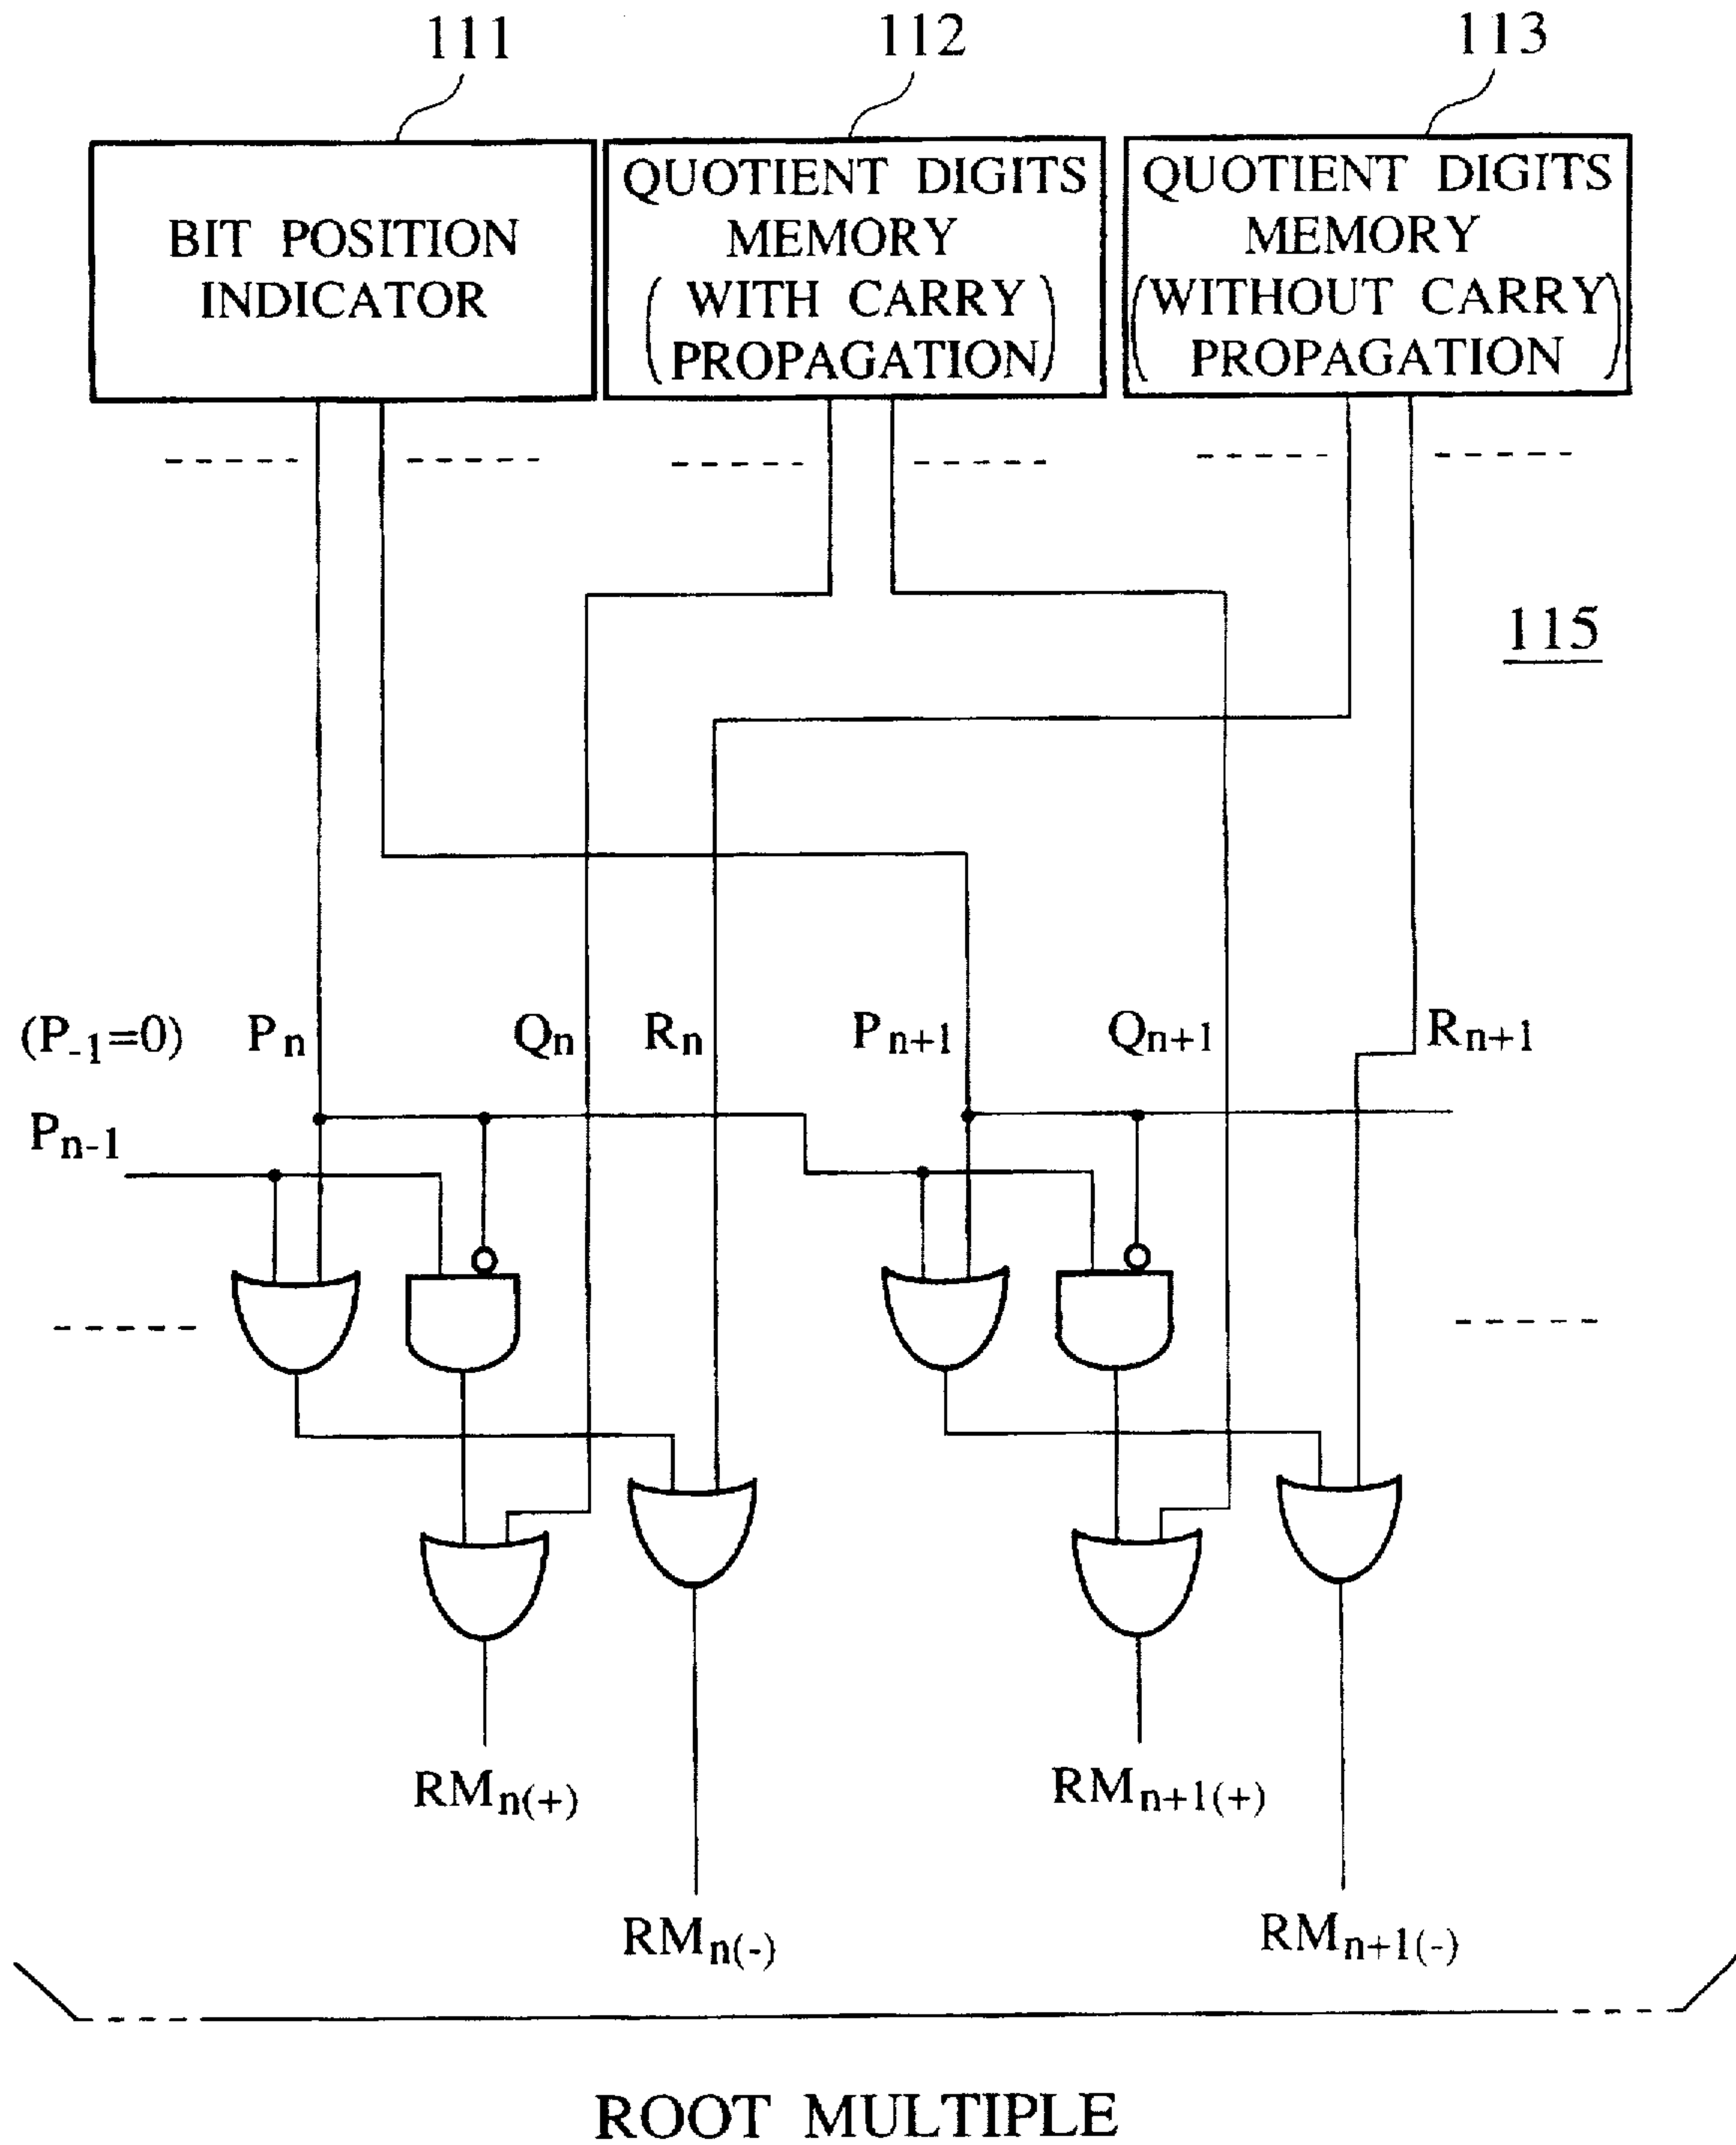 111
112
113
BIT POSITION
INDICATOR
QUOTIENT DIGITS
MEMORY
(WITH CARRY
PROPAGATION)
QUOTIENT DIGITS
MEMORY
(WITHOUT CARRY
PROPAGATION)
115
(P-1=0)
Pn
Qn
Rn
Pn+1
Qn+1
Rn+1
Pn-1
RMn(+)
RMn+1(+)
RMn(-)
RMn+1(-)
ROOT MULTIPLE